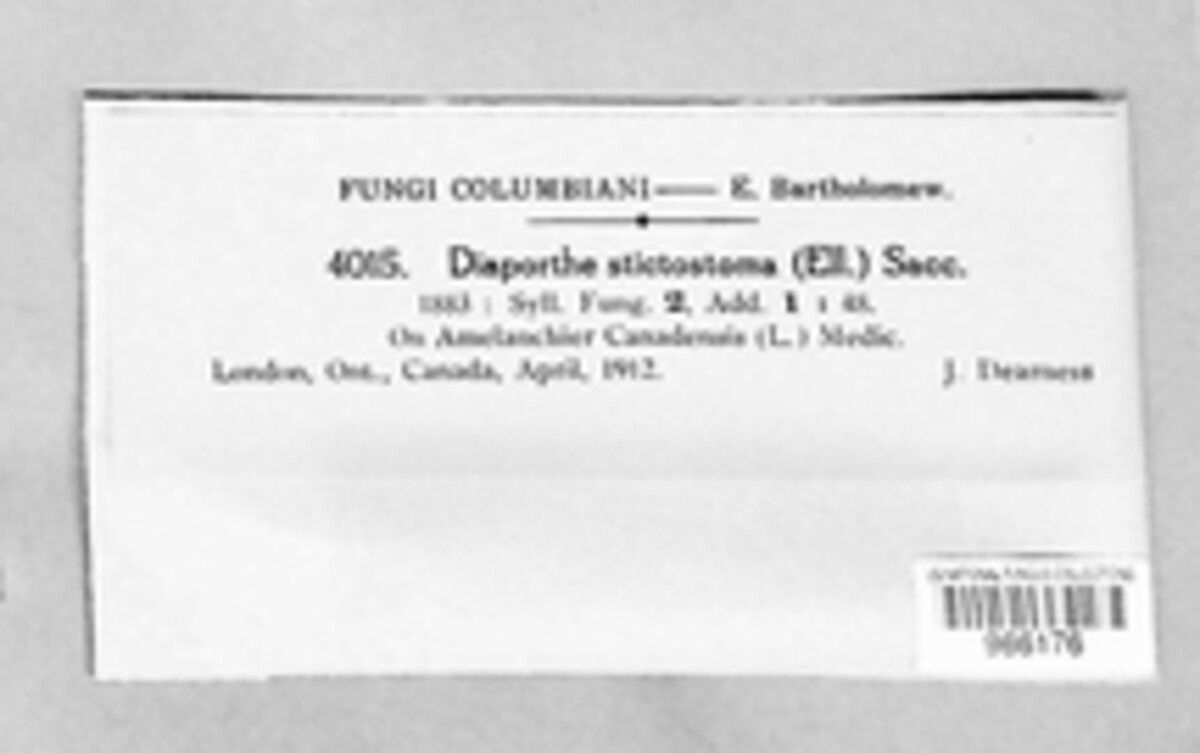 FUNGI COLUMBIANI — E. Bartholomew.
4015. Diaporthe stictostoma (Ell.) Sacc.
1883 : Syll. Fung. 2, Add. 1 : 48.
On Amelanchier Canadensis (L.) Medic.
London, Ont., Canada, April, 1912. J. Dearness
966176